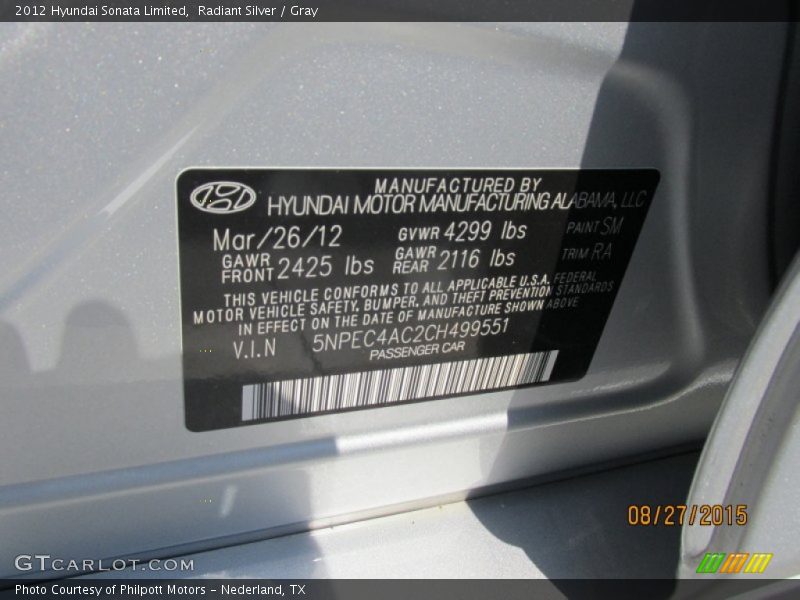 2012 Hyundai Sonata Limited, Radiant Silver / Gray
MANUFACTURED BY
HYUNDAI MOTOR MANUFACTURING ALABAMA, LLC
Mar/26/12 GVWR 4299 lbs PAINT SM
GAWR FRONT 2425 lbs GAWR REAR 2116 lbs TRIM RA
THIS VEHICLE CONFORMS TO ALL APPLICABLE U.S.A. FEDERAL
MOTOR VEHICLE SAFETY, BUMPER, AND THEFT PREVENTION STANDARDS
IN EFFECT ON THE DATE OF MANUFACTURE SHOWN ABOVE
V.I.N 5NPEC4AC2CH499551
PASSENGER CAR
08/27/2015
GTCARLOT.COM
Photo Courtesy of Philpott Motors – Nederland, TX